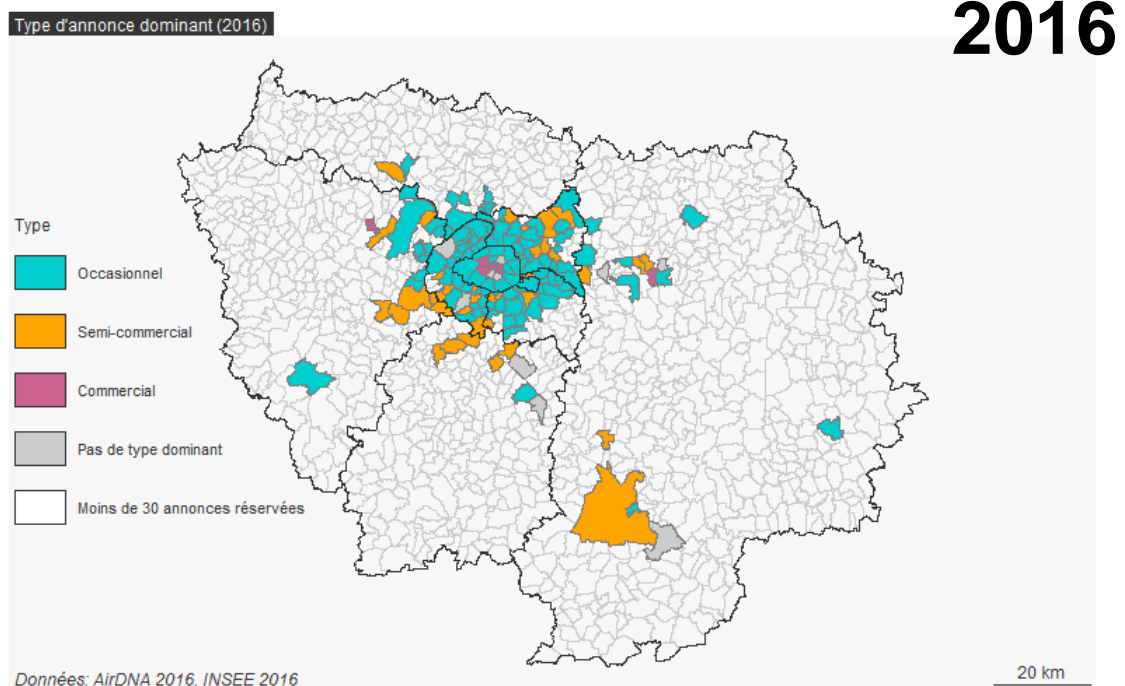 2016
Type d'annonce dominant (2016)
Type
Occasionnel
Semi-commercial
Commercial
Pas de type dominant
Moins de 30 annonces réservées
20 km
Données: AirDNA 2016, INSEE 2016